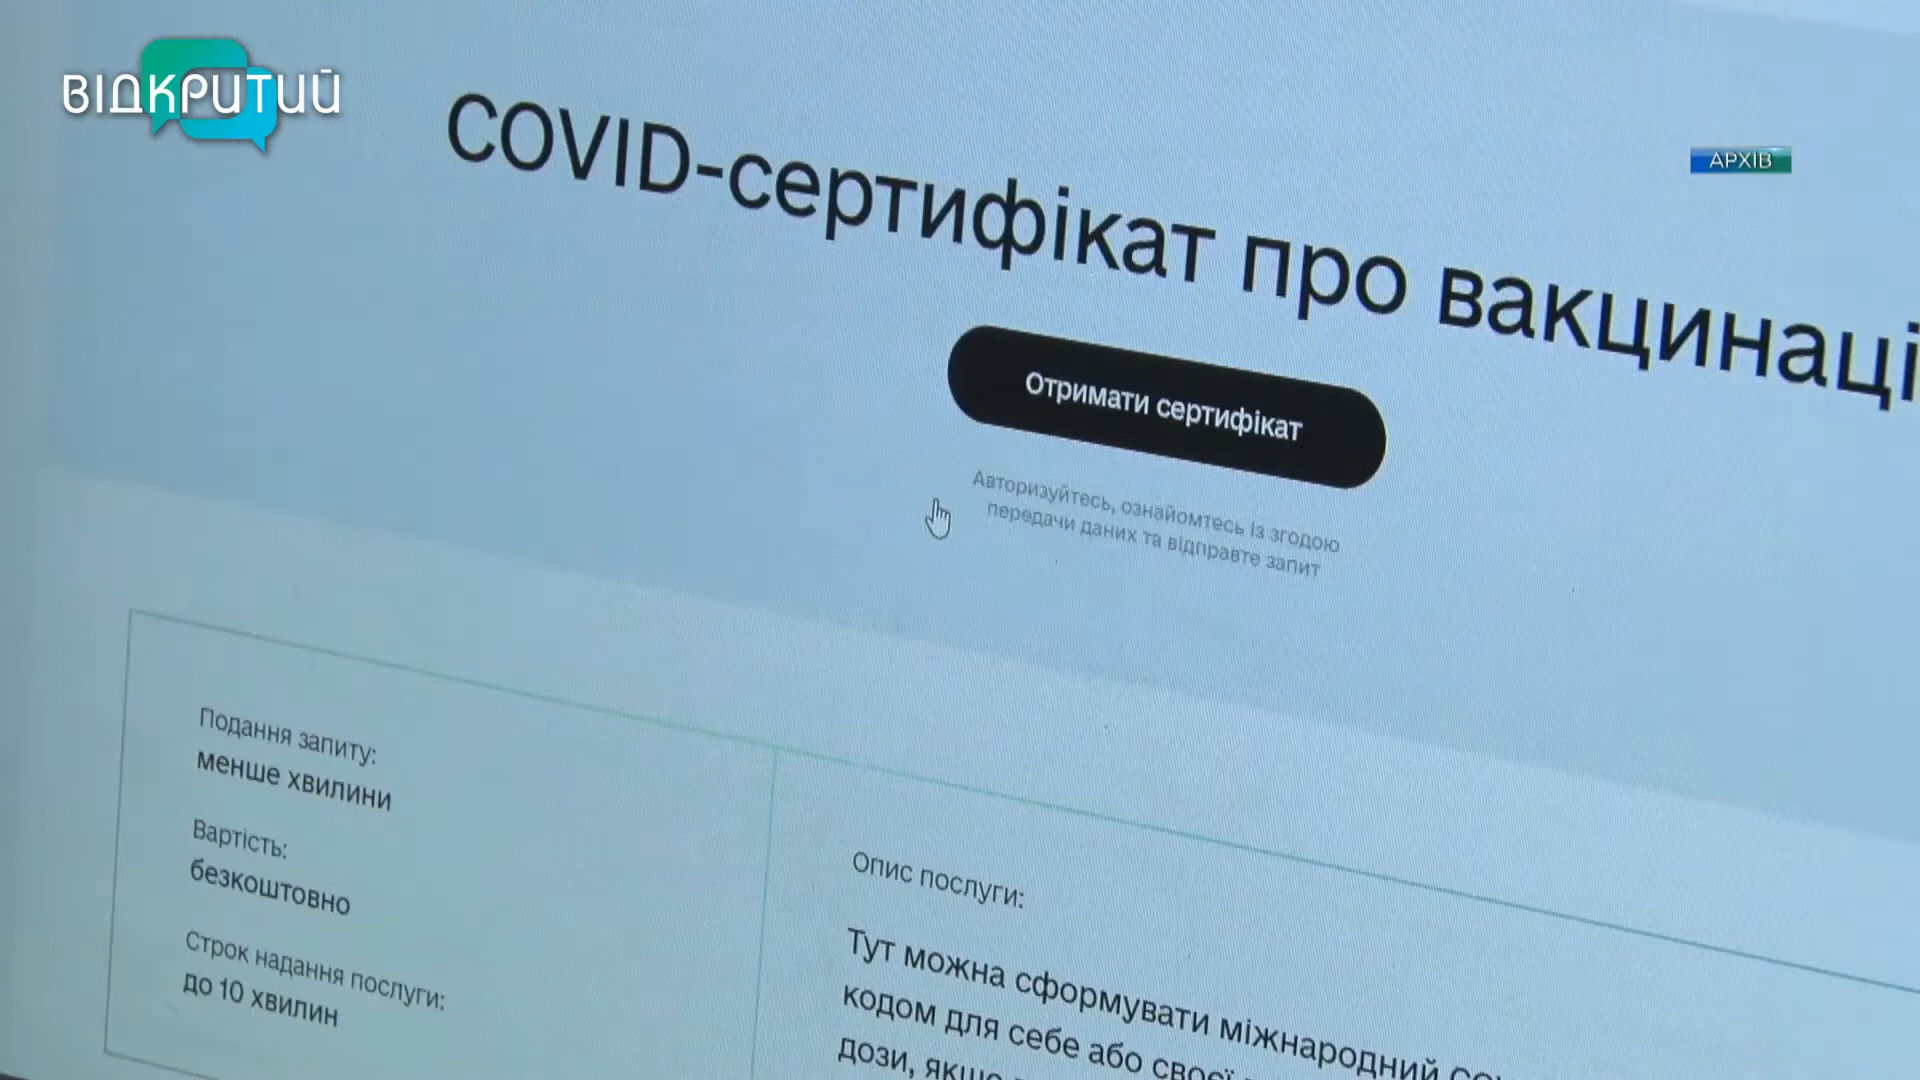 ВІДКРИТИЙ
АРХІВ
COVID-сертифікат про
Отримати сертифікат
Авторизуйтесь, ознайомтесь із згодою
передачи даних та відправте запит
Подання запиту:
менше хвилини
Вартість:
безкоштовно
Строк надання послуги:
до 10 хвилин
Опис послуги:
Тут можна сформувати міжнародний
кодом для себе або своєї
дози, якщо